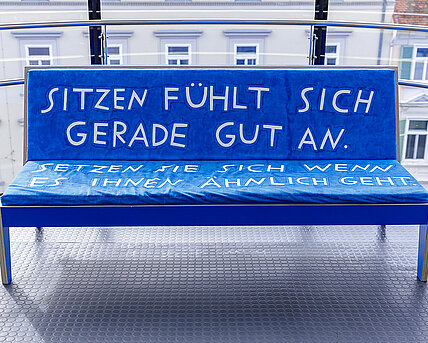 SITZEN FÜHLT SICH
GERADE GUT AN.
SETZEN SIE SICH WENN
ES IHNEN ÄHNLICH GEHT